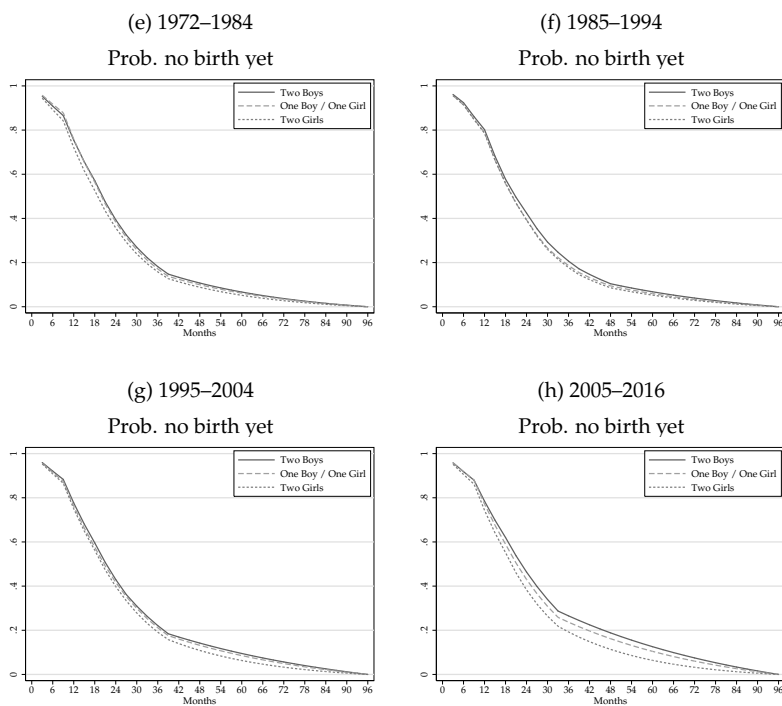 (e) 1972–1984
Prob. no birth yet
1
.8
.6
.4
.2
0
Two Boys
One Boy / One Girl
Two Girls
0 6 12 18 24 30 36 42 48 54 60 66 72 78 84 90 96
Months
(f) 1985–1994
Prob. no birth yet
1
.8
.6
.4
.2
0
Two Boys
One Boy / One Girl
Two Girls
0 6 12 18 24 30 36 42 48 54 60 66 72 78 84 90 96
Months
(g) 1995–2004
Prob. no birth yet
1
.8
.6
.4
.2
0
Two Boys
One Boy / One Girl
Two Girls
0 6 12 18 24 30 36 42 48 54 60 66 72 78 84 90 96
Months
(h) 2005–2016
Prob. no birth yet
1
.8
.6
.4
.2
0
Two Boys
One Boy / One Girl
Two Girls
0 6 12 18 24 30 36 42 48 54 60 66 72 78 84 90 96
Months